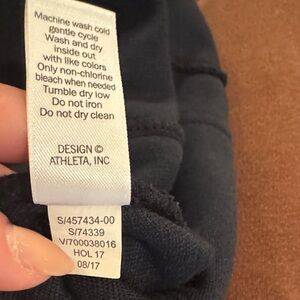 Machine wash cold
gentle cycle
Wash and dry
inside out
with like colors
Only non-chlorine
bleach when needed
Tumble dry low
Do not iron
Do not dry clean
DESIGN ©
ATHLETA, INC
S/457434-00
S/74339
V/700038016
HOL 17
08/17